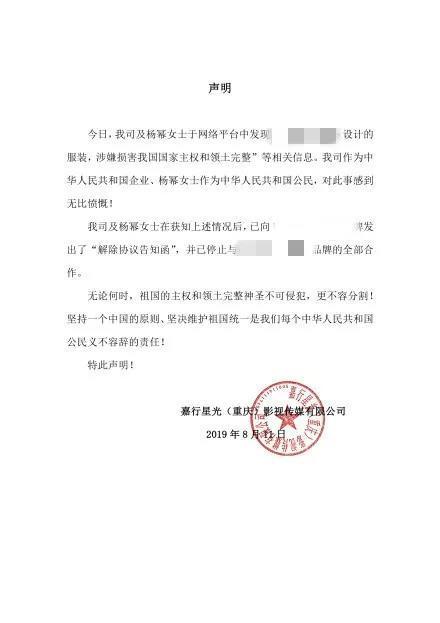 声明
今日，我司及杨幂女士于网络平台中发现 设计的
服装，涉嫌损害我国国家主权和领土完整”等相关信息。我司作为中
华人民共和国企业、杨幂女士作为中华人民共和国公民，对此事感到
无比愤慨！
我司及杨幂女士在获知上述情况后，已向 牌发
出了“解除协议告知函”，并已停止与 品牌的全部合
作。
无论何时，祖国的主权和领土完整神圣不可侵犯，更不容分割！
坚持一个中国的原则、坚决维护祖国统一是我们每个中华人民共和国
公民义不容辞的责任！
特此声明！
嘉行星光（重庆）影视传媒有限公司
2019 年 8 月 11 日